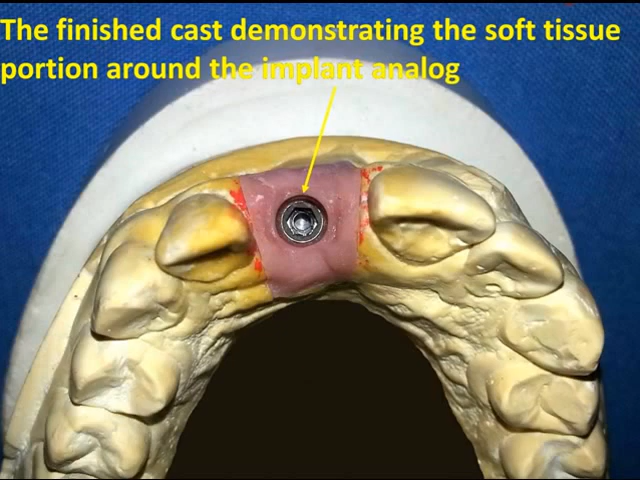 The finished cast demonstrating the soft tissue
portion around the implant analog